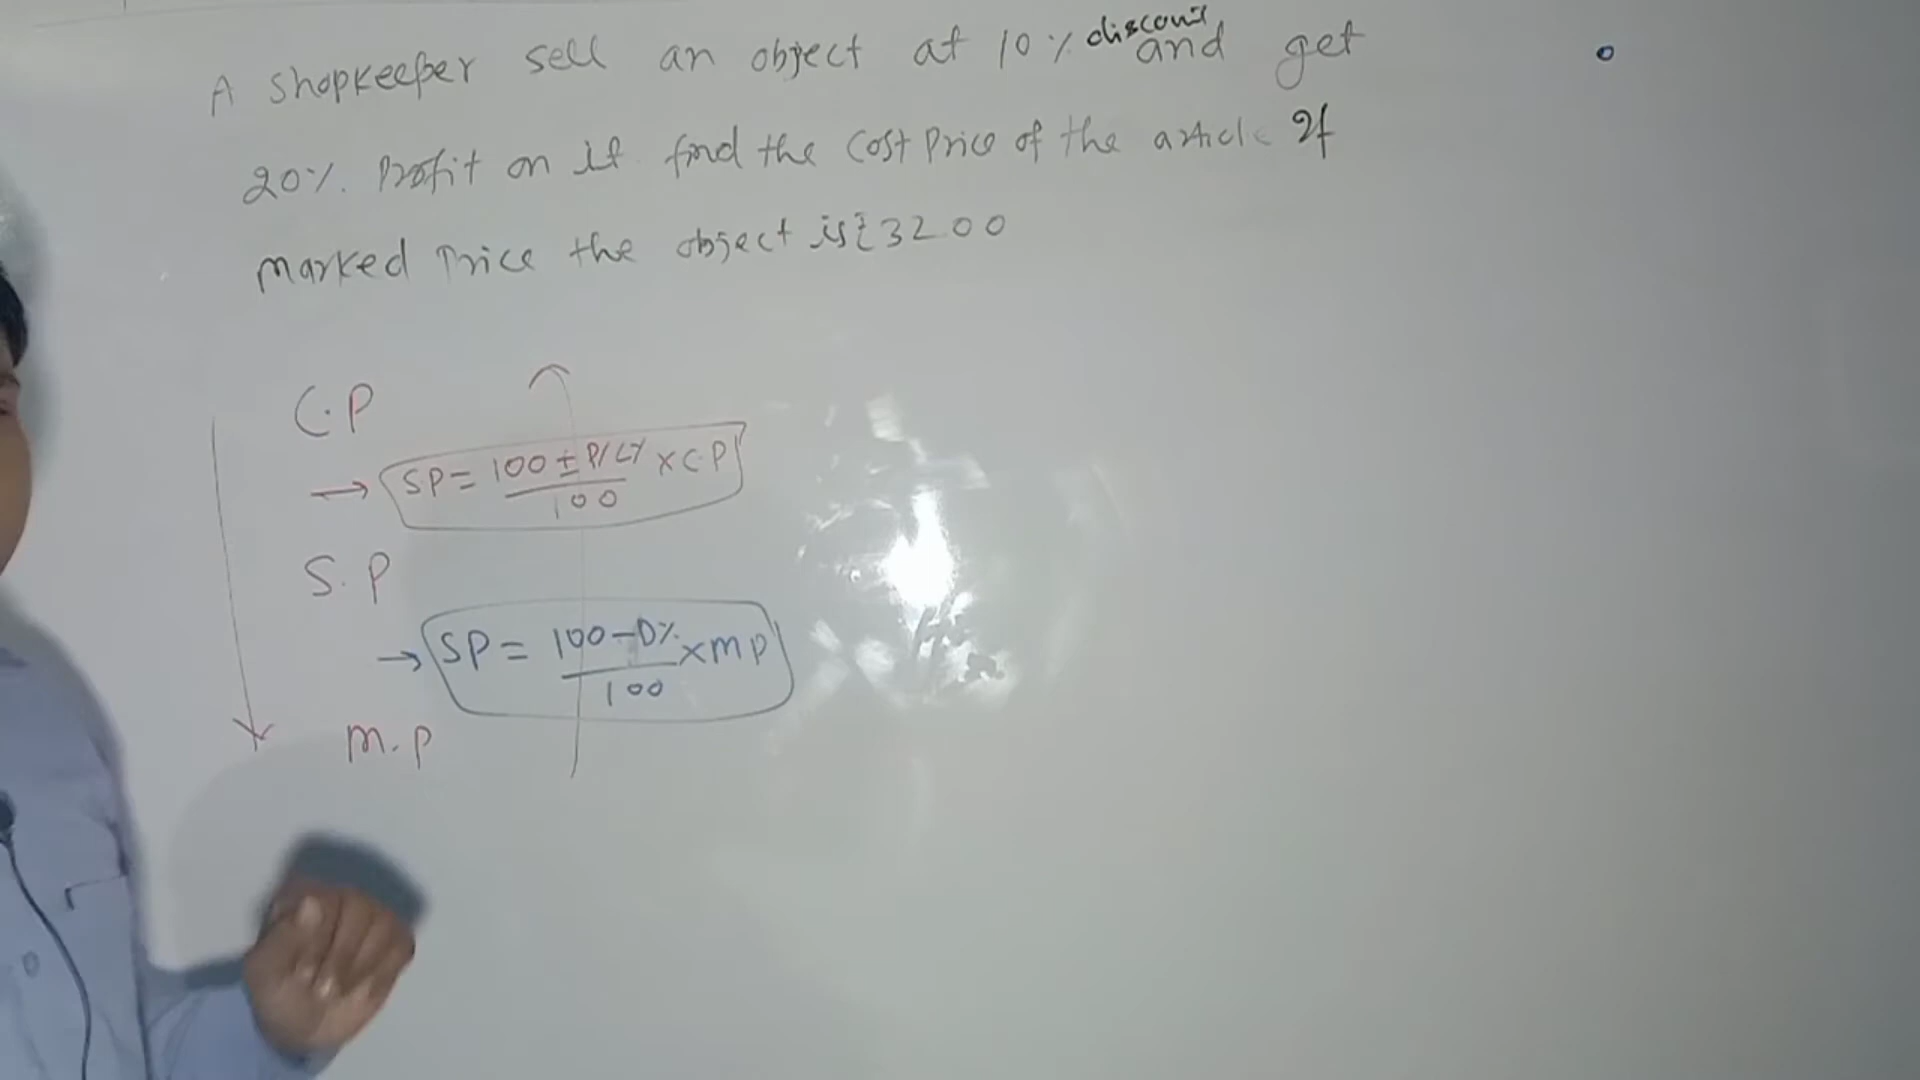 A shopkeeper sell an object at 10% discount and get
20%. Profit on it find the Cost Price of the article If
marked Price the object is ₹3200
C.P
→ SP = 100 ± P/L% × C.P
100
S.P
→ SP = 100 - D% × MP
100
M.P